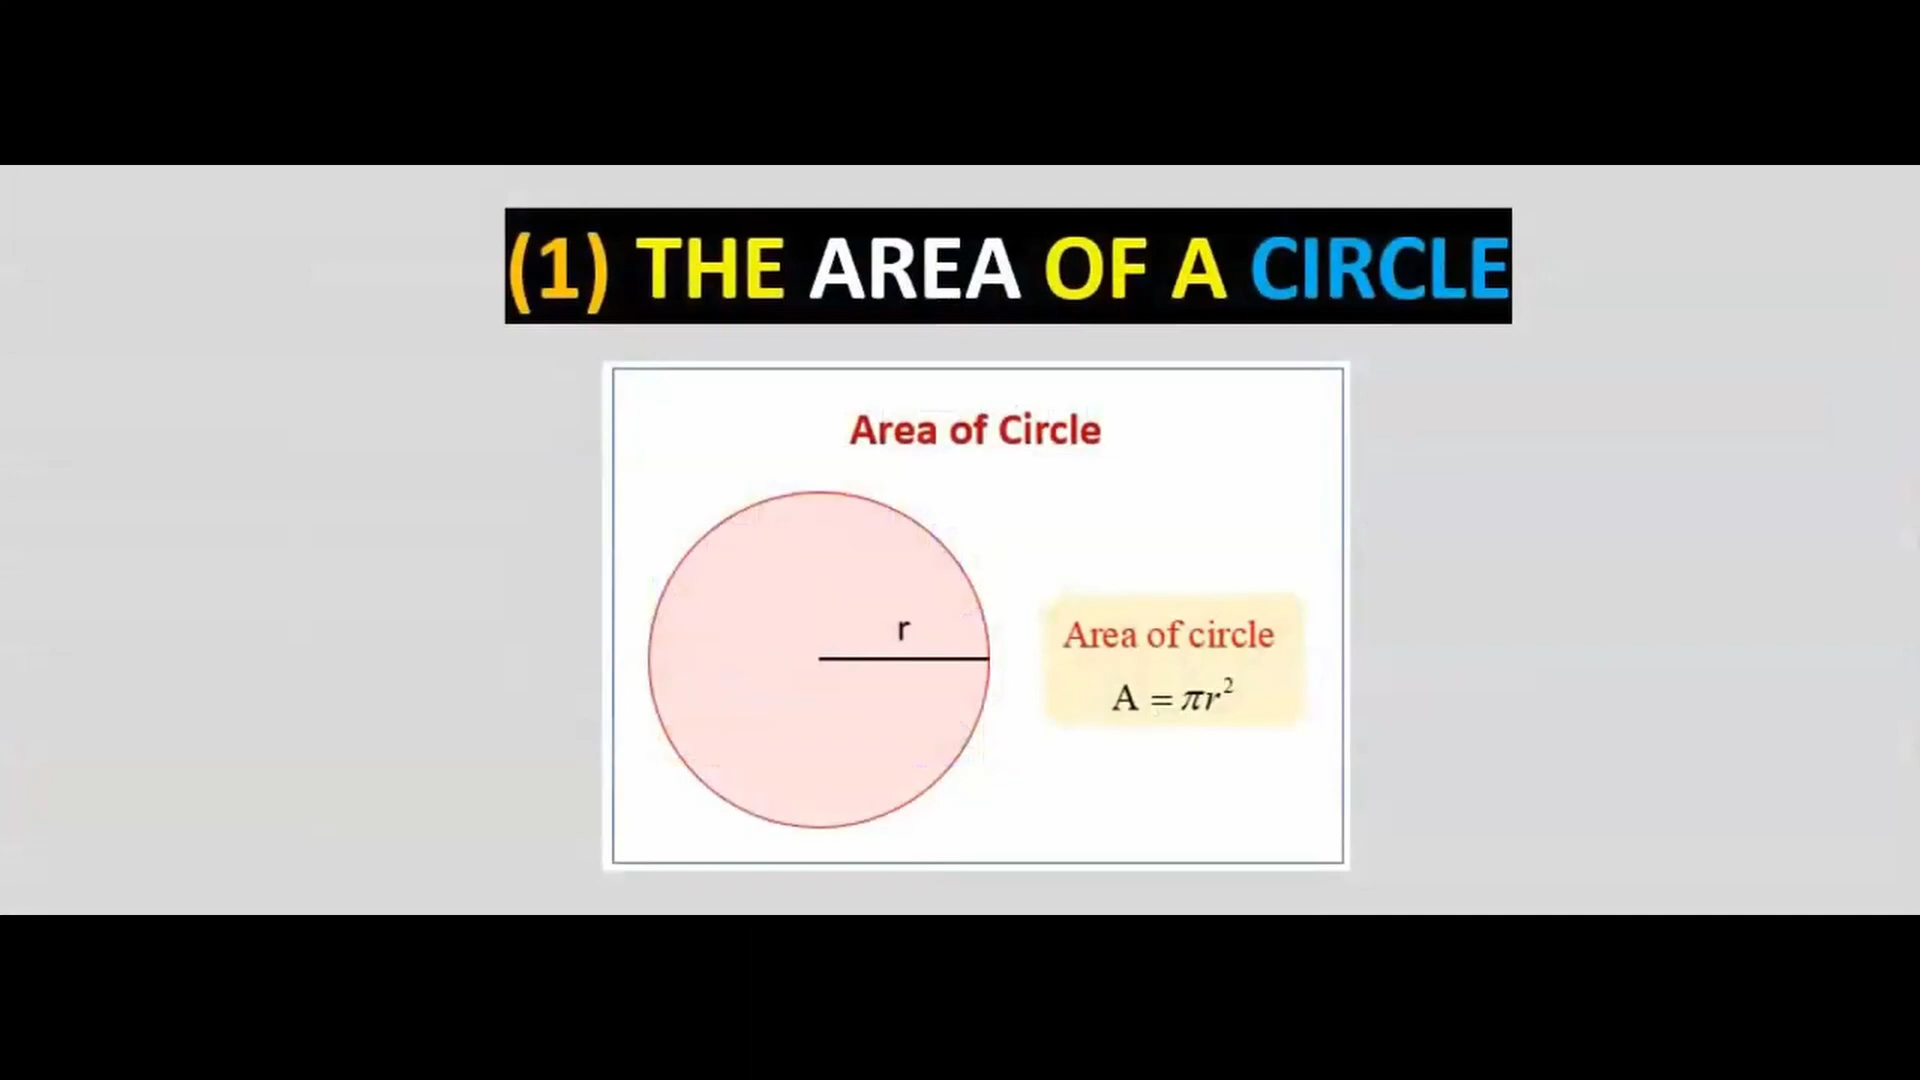 (1) THE AREA OF A CIRCLE
Area of Circle
r
Area of circle
A = πr²